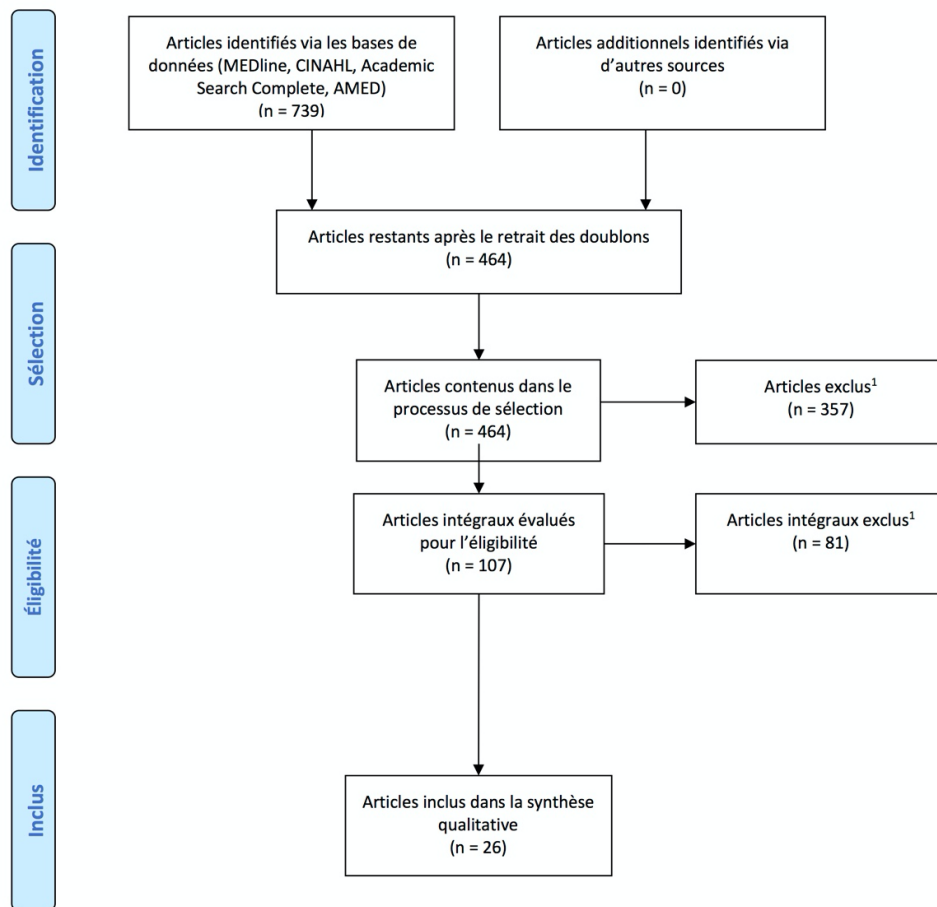 Identification
Articles identifiés via les bases de
données (MEDline, CINAHL, Academic
Search Complete, AMED)
(n = 739)
Articles additionnels identifiés via
d'autres sources
(n = 0)
Articles restants après le retrait des doublons
(n = 464)
Sélection
Articles contenus dans le
processus de sélection
(n = 464)
Articles exclus¹
(n = 357)
Éligibilité
Articles intégraux évalués
pour l'éligibilité
(n = 107)
Articles intégraux exclus¹
(n = 81)
Inclus
Articles inclus dans la synthèse
qualitative
(n = 26)